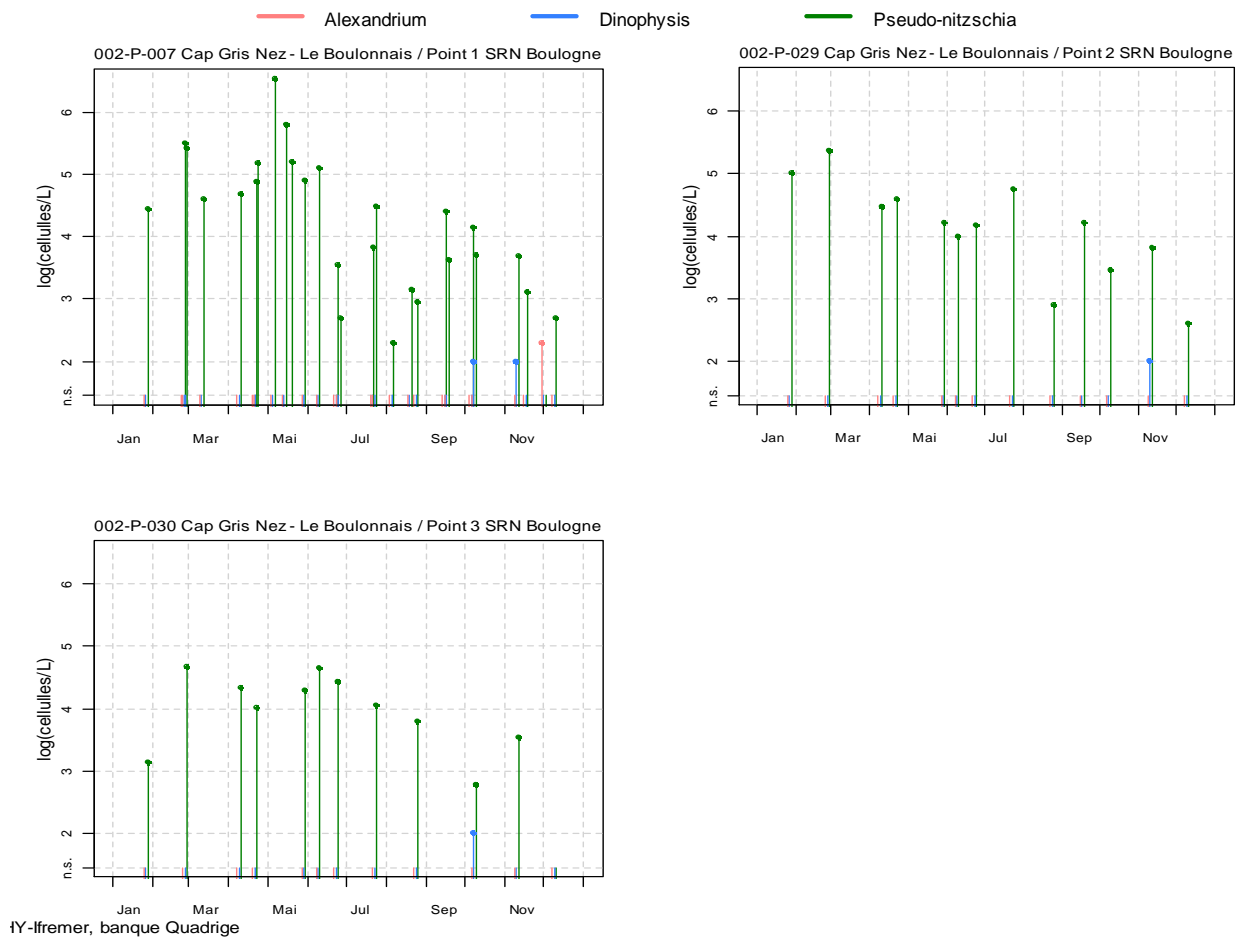 Alexandrium Dinophysis Pseudo-nitzschia
002-P-007 Cap Gris Nez - Le Boulonnais / Point 1 SRN Boulogne
log(cellulles/L)
6
5
4
3
2
n.s.
Jan Mar Mai Jul Sep Nov
002-P-029 Cap Gris Nez - Le Boulonnais / Point 2 SRN Boulogne
log(cellulles/L)
6
5
4
3
2
n.s.
Jan Mar Mai Jul Sep Nov
002-P-030 Cap Gris Nez - Le Boulonnais / Point 3 SRN Boulogne
log(cellulles/L)
6
5
4
3
2
n.s.
Jan Mar Mai Jul Sep Nov
Y-Ifremer, banque Quadrige